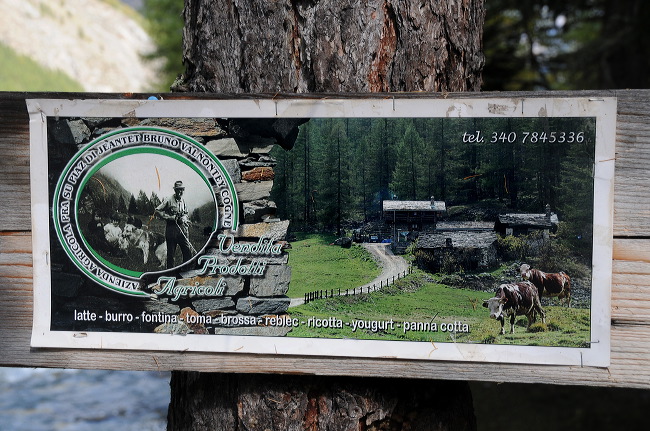 tel. 340 7845336
AZIENDA AGRICOLA PRA SU PIAZ DI JEANTET BRUNO VALNONTEY COGNE
Vendita
Prodotti
Agricoli
latte - burro - fontina - toma - brossa - reblec - ricotta - yougurt - panna cotta